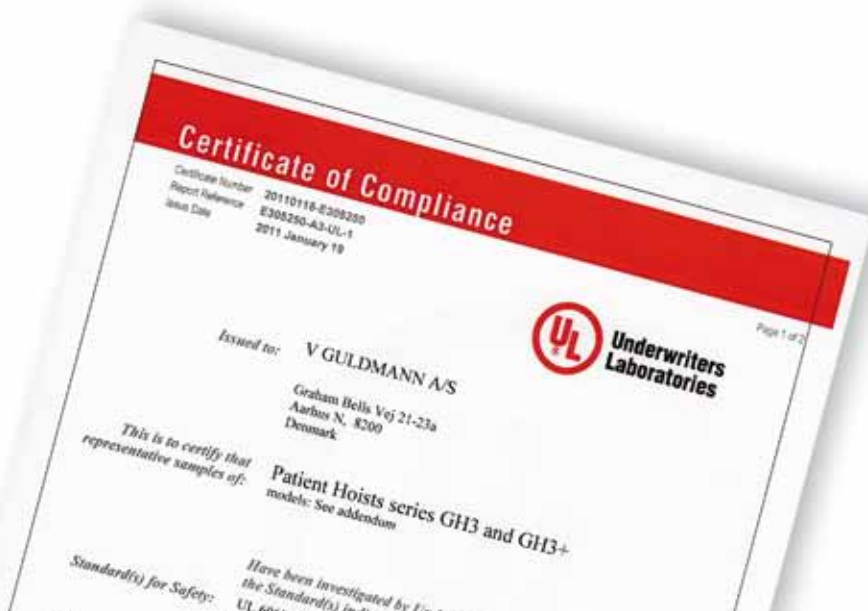 Certificate of Compliance
Certificate Number 20110118-E305250
Report Reference E305250-A3-UL-1
Issue Date 2011 January 19
Page 1 of 2
UL Underwriters
Laboratories
Issued to: V GULDMANN A/S
Graham Bells Vej 21-23a
Aarhus N, 8200
Denmark
This is to certify that
representative samples of: Patient Hoists series GH3 and GH3+
models: See addendum
Have been investigated by
the Standard(s)
Standard(s) for Safety: UL